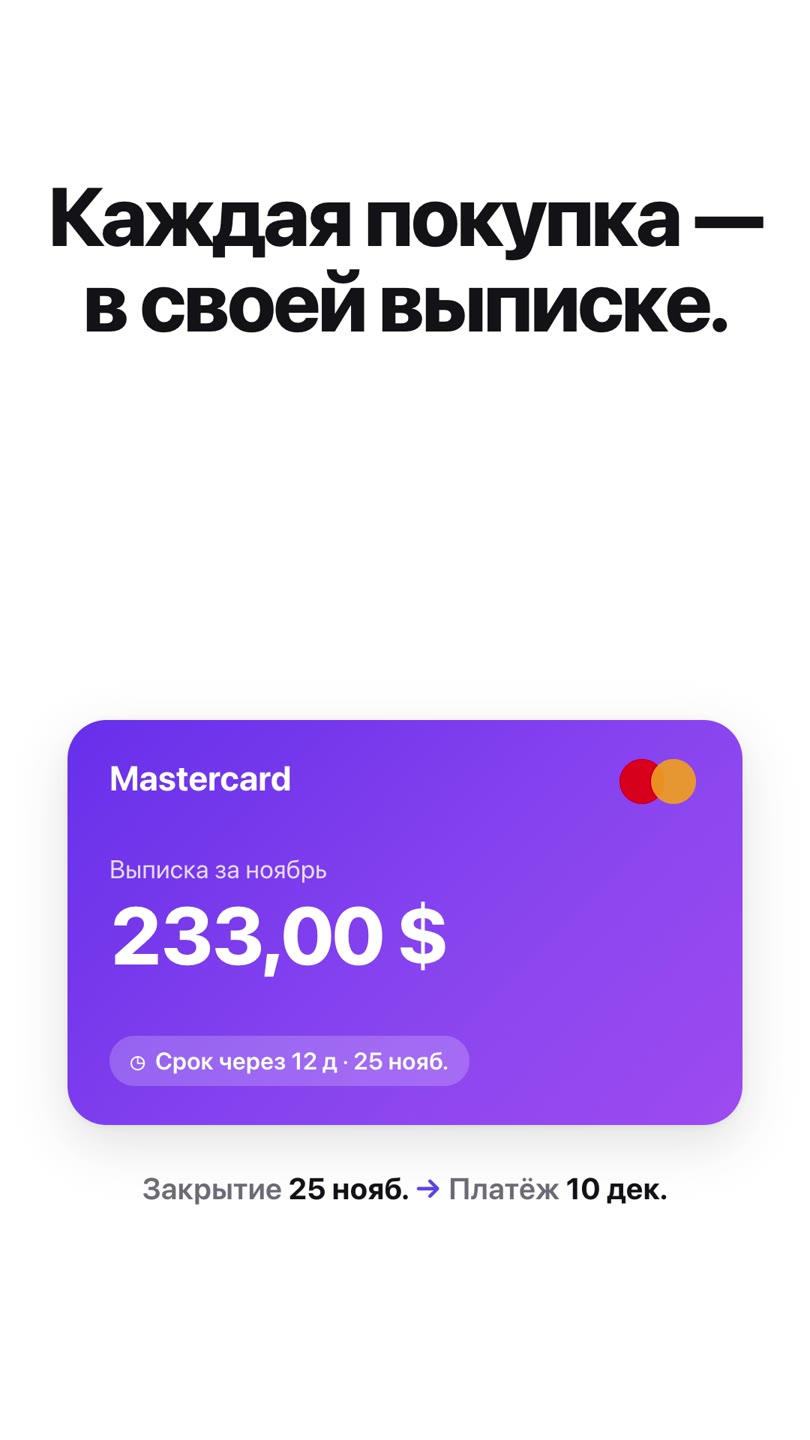 Каждая покупка —
в своей выписке.
Mastercard
Выписка за ноябрь
233,00 $
Срок через 12 д · 25 нояб.
Закрытие 25 нояб. → Платёж 10 дек.